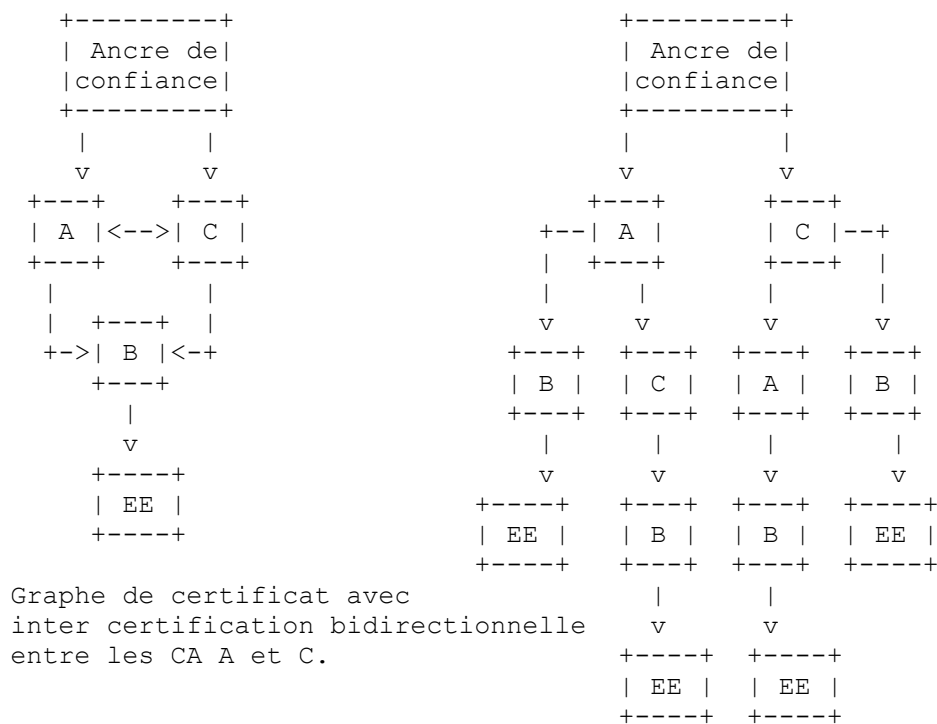 +---------+                          +---------+
| Ancre de|                          | Ancre de|
|confiance|                          |confiance|
+---------+                          +---------+
|       |                            |          |
v       v                            v          v
+---+    +---+                     +---+      +---+
| A |<-->| C |                  +--| A |      | C |--+
+---+    +---+                  |  +---+      +---+  |
|         |                     |     |       |      |
|  +---+  |                     v     v       v      v
+->| B |<-+                   +---+ +---+ +---+ +---+
+---+                         | B | | C | | A | | B |
|                             +---+ +---+ +---+ +---+
v                               |     |     |      |
+----+                          v     v     v      v
| EE |                      +----+  +---+ +---+ +----+
+----+                      | EE |  | B | | B | | EE |
                            +----+  +---+ +---+ +----+
Graphe de certificat avec             |     |
inter certification bidirectionnelle  v     v
entre les CA A et C.                +----+ +----+
                                    | EE | | EE |
                                    +----+ +----+